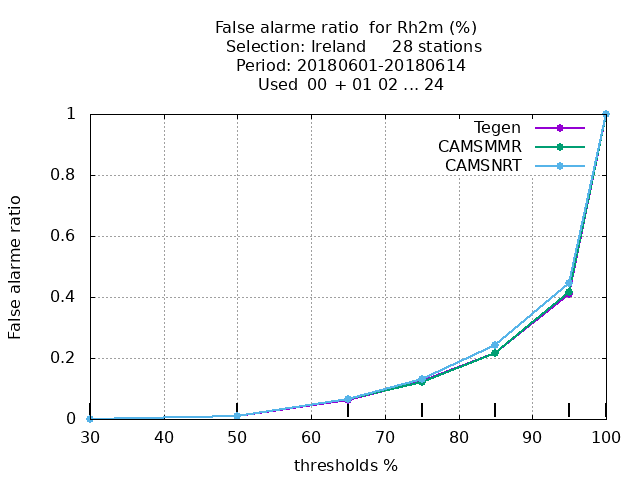 False alarme ratio  for Rh2m (%)
Selection: Ireland     28 stations
Period: 20180601-20180614
Used  00 + 01 02 ... 24
Tegen
CAMSMMR
CAMSNRT
False alarme ratio
1
0.8
0.6
0.4
0.2
0
30 40 50 60 70 80 90 100
thresholds %